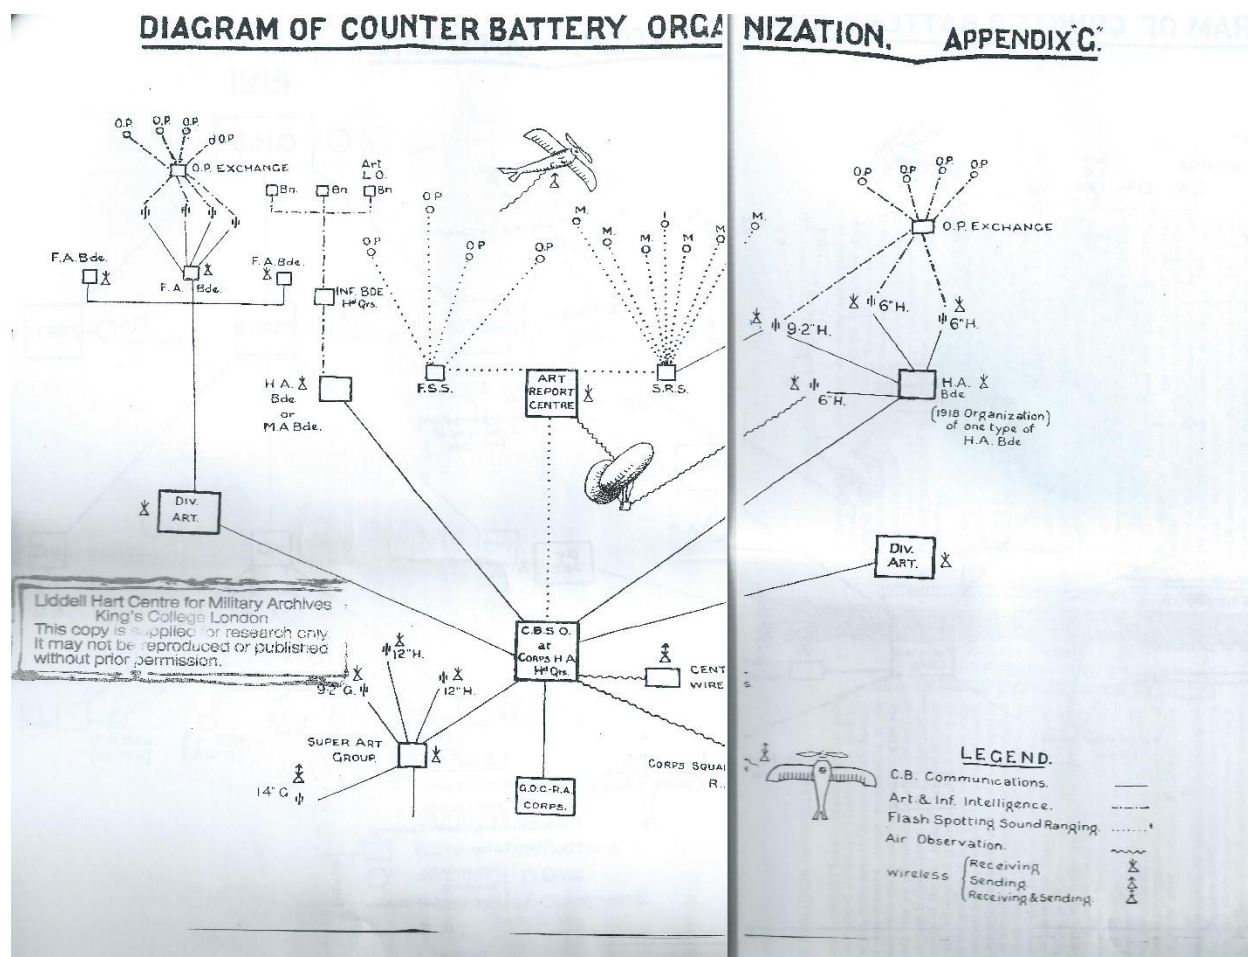 DIAGRAM OF COUNTER BATTERY ORGA NIZATION. APPENDIX "G".
O.P. O.P. O.P. O.P
O.P. EXCHANGE
Art
L O.
Bn. Bn Bn
F.A. Bde.
F.A. Bde.
F.A. Bde.
INF. BDE
Hd Qrs.
O.P
O.P
O.P
O.P
F.S.S.
H.A.
Bde
or
M.A Bde.
ART
REPORT
CENTRE
M. M. M. I M M M.
S.R.S.
O.P O.P. O.P. O.P
O.P. EXCHANGE
9·2"H.
6"H.
6"H.
6"H.
H.A.
Bde
(1918 Organization)
of one type of
H.A. Bde
DIV.
ART.
DIV.
ART.
Liddell Hart Centre for Military Archives
King's College London
This copy is supplied for research only.
It may not be reproduced or published
without prior permission.
C.B.S O.
at
CORPS H A
Hd Qrs.
12"H.
12"H.
9·2" G.
SUPER ART
GROUP.
14" G
G.O.C-R.A.
CORPS.
CENT
WIRE S.
CORPS SQUA
R..
LEGEND.
C.B. Communications.
Art. & Inf. Intelligence.
Flash Spotting Sound Ranging.
Air Observation.
Wireless
Receiving
Sending
Receiving & Sending.